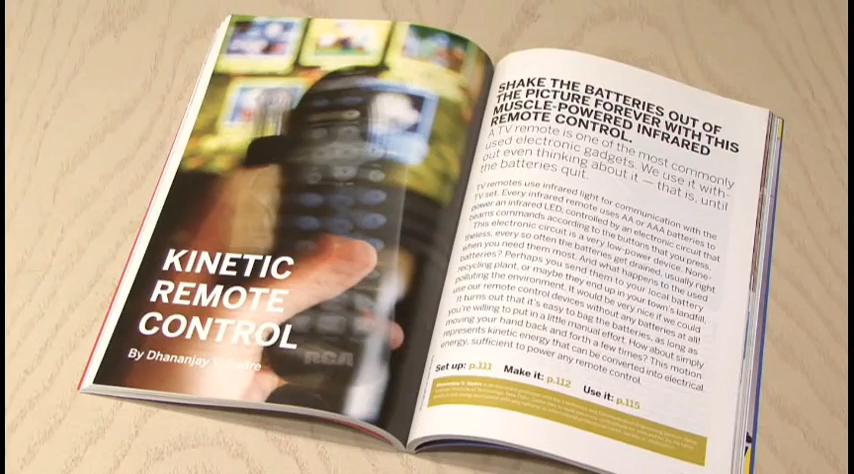 KINETIC
REMOTE
CONTROL
By Dhananjay
RCA
SHAKE THE BATTERIES OUT OF
THE PICTURE FOREVER WITH THIS
MUSCLE-POWERED INFRARED
REMOTE CONTROL.
A TV remote is one of the most commonly
used electronic gadgets. We use it with-
out even thinking about it — that is, until
the batteries quit.
TV remotes use infrared light for communication with the
TV set. Every infrared remote uses AA or AAA batteries to
power an infrared LED, controlled by an electronic circuit that
beams commands according to the buttons that you press.
This electronic circuit is a very low-power device. None-
theless, every so often the batteries get drained, usually right
when you need them most. And what happens to the used
batteries? Perhaps you send them to your local battery
recycling plant, or maybe they end up in your town's landfill,
polluting the environment. It would be very nice if we could
use our remote control devices without any batteries at all!
It turns out that it's easy to bag the batteries, as long as
you're willing to put in a little manual effort. How about simply
moving your hand back and forth a few times? This motion
represents kinetic energy that can be converted into electrical
energy, sufficient to power any remote control.
Set up: p.111 Make it: p.112 Use it: p.115